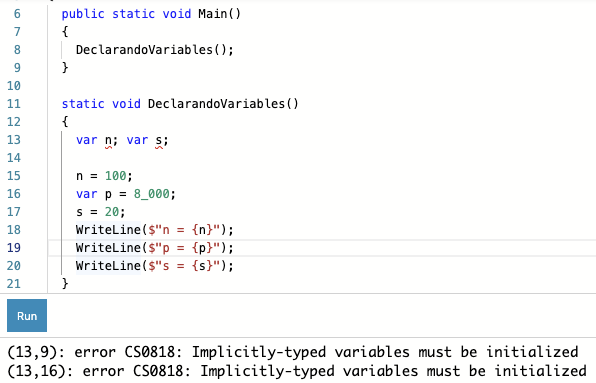 6 public static void Main()
7 {
8 DeclarandoVariables();
9 }
10
11 static void DeclarandoVariables()
12 {
13 var n; var s;
14
15 n = 100;
16 var p = 8_000;
17 s = 20;
18 WriteLine($"n = {n}");
19 WriteLine($"p = {p}");
20 WriteLine($"s = {s}");
21 }
Run
(13,9): error CS0818: Implicitly-typed variables must be initialized
(13,16): error CS0818: Implicitly-typed variables must be initialized